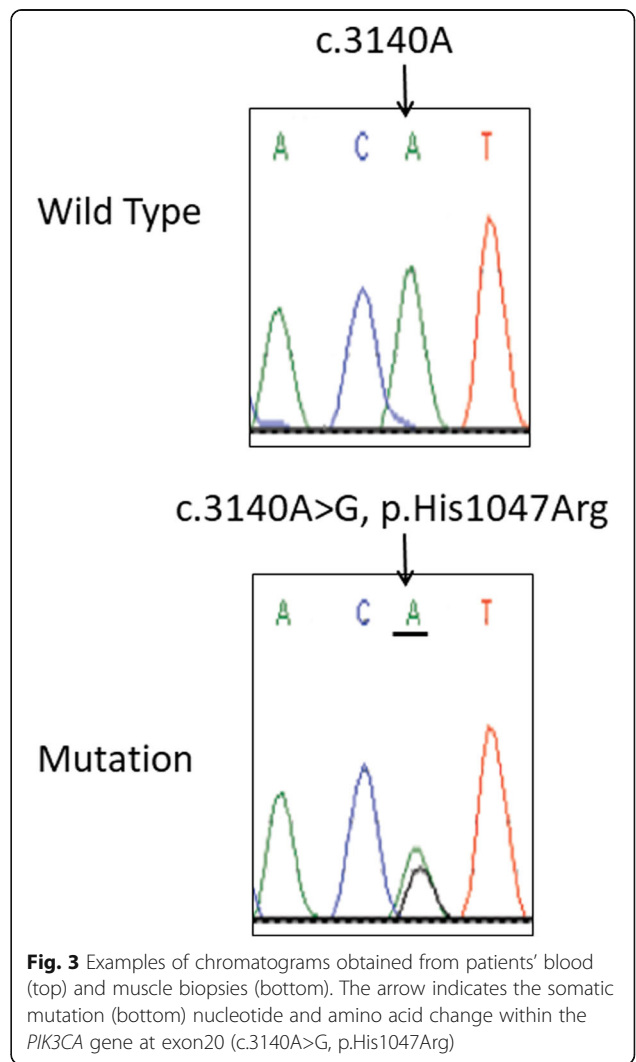 c.3140A
A C A T
Wild Type
c.3140A>G, p.His1047Arg
A C A T
Mutation
Fig. 3 Examples of chromatograms obtained from patients’ blood
(top) and muscle biopsies (bottom). The arrow indicates the somatic
mutation (bottom) nucleotide and amino acid change within the
PIK3CA gene at exon20 (c.3140A>G, p.His1047Arg)